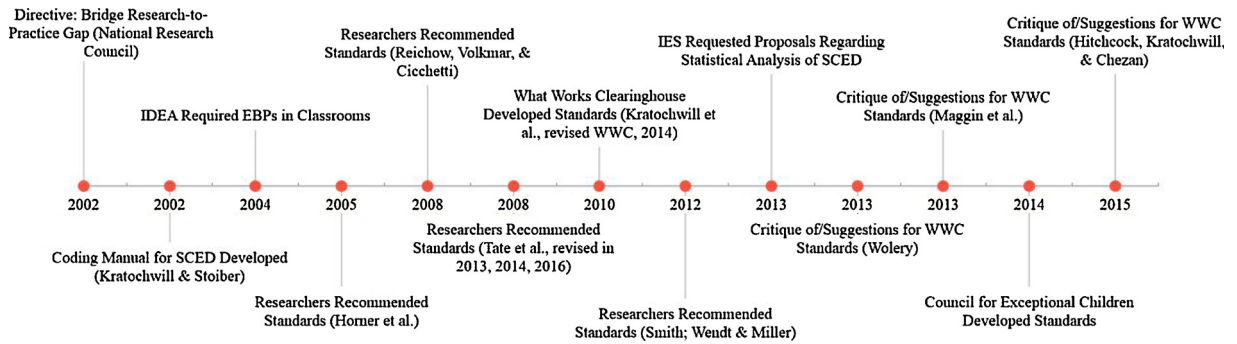 Directive: Bridge Research-to-
Practice Gap (National Research
Council)
IDEA Required EBPs in Classrooms
Researchers Recommended
Standards (Reichow, Volkmar, &
Cicchetti)
What Works Clearinghouse
Developed Standards (Kratochwill et
al., revised WWC, 2014)
IES Requested Proposals Regarding
Statistical Analysis of SCED
Critique of/Suggestions for WWC
Standards (Maggin et al.)
Critique of/Suggestions for WWC
Standards (Hitchcock, Kratochwill,
& Chezan)
2002 2002 2004 2005 2008 2008 2010 2012 2013 2013 2013 2014 2015
Coding Manual for SCED Developed
(Kratochwill & Stoiber)
Researchers Recommended
Standards (Horner et al.)
Researchers Recommended
Standards (Tate et al., revised in
2013, 2014, 2016)
Researchers Recommended
Standards (Smith; Wendt & Miller)
Critique of/Suggestions for WWC
Standards (Wolery)
Council for Exceptional Children
Developed Standards